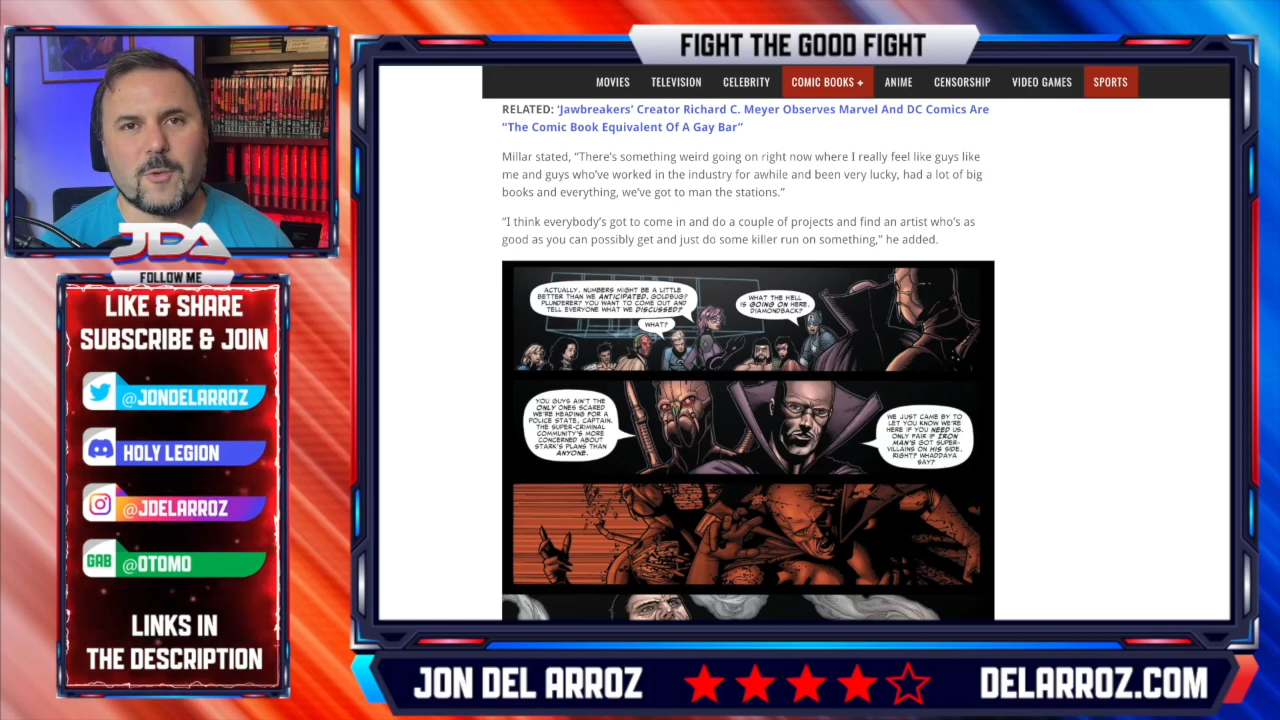 FIGHT THE GOOD FIGHT
MOVIES TELEVISION CELEBRITY COMIC BOOKS + ANIME CENSORSHIP VIDEO GAMES SPORTS
RELATED: ‘Jawbreakers’ Creator Richard C. Meyer Observes Marvel And DC Comics Are
“The Comic Book Equivalent Of A Gay Bar”
Millar stated, “There’s something weird going on right now where I really feel like guys like
me and guys who’ve worked in the industry for awhile and been very lucky, had a lot of big
books and everything, we’ve got to man the stations.”
“I think everybody’s got to come in and do a couple of projects and find an artist who’s as
good as you can possibly get and just do some killer run on something,” he added.
ACTUALLY, NUMBERS MIGHT BE A LITTLE
BETTER THAN WE ANTICIPATED. GOLDBUG?
PLUNDERER? YOU WANT TO COME OUT AND
TELL EVERYONE WHAT WE DISCUSSED?
WHAT?
WHAT THE HELL
IS GOING ON HERE,
DIAMONDBACK?
YOU GUYS AIN'T THE
ONLY ONES SCARED
WE'RE HEADING FOR A
POLICE STATE, CAPTAIN.
THE SUPER-CRIMINAL
COMMUNITY'S MORE
CONCERNED ABOUT
STARK'S PLANS THAN
ANYONE.
WE JUST CAME BY TO
LET YOU KNOW WE'RE
HERE IF YOU NEED US.
ONLY FAIR IF IRON
MAN'S GOT SUPER-
VILLAINS ON HIS SIDE,
RIGHT? WHADDAYA
SAY?
JDA
FOLLOW ME
LIKE & SHARE
SUBSCRIBE & JOIN
@JONDELARROZ
HOLY LEGION
@JDELARROZ
GAB @OTOMO
LINKS IN
THE DESCRIPTION
JON DEL ARROZ
DELARROZ.COM